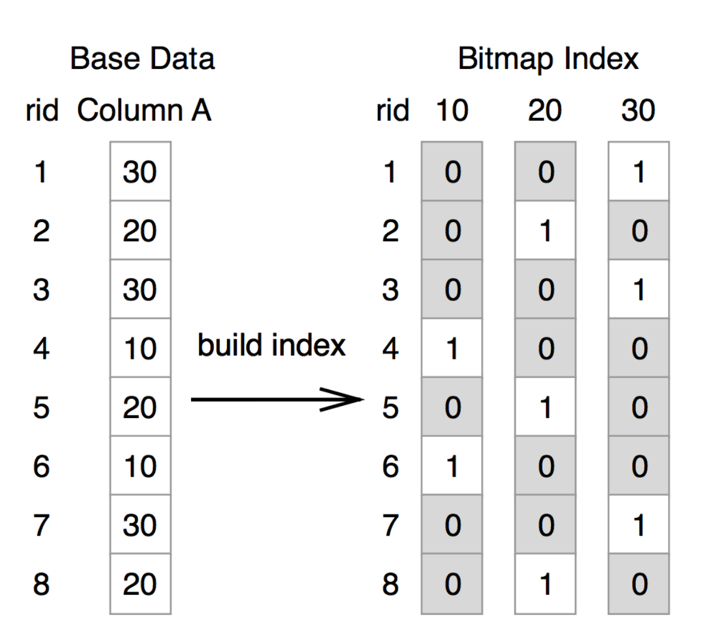 Base Data Bitmap Index
rid Column A rid 10 20 30
1 30 1 0 0 1
2 20 2 0 1 0
3 30 3 0 0 1
4 10 build index 4 1 0 0
5 20 5 0 1 0
6 10 6 1 0 0
7 30 7 0 0 1
8 20 8 0 1 0